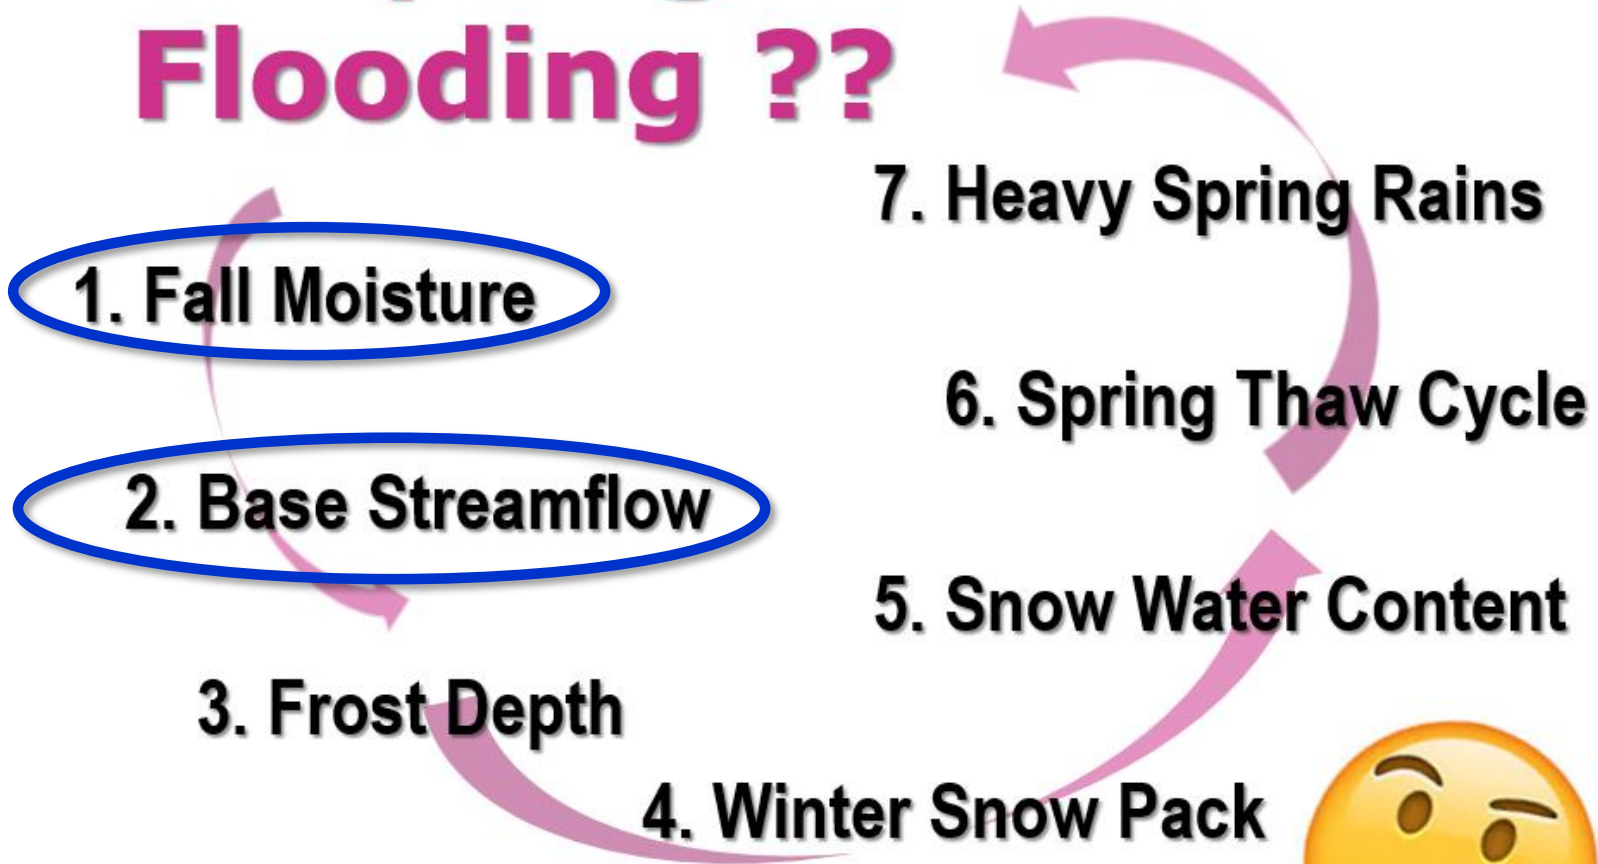 Flooding ??
1. Fall Moisture
2. Base Streamflow
3. Frost Depth
4. Winter Snow Pack
5. Snow Water Content
6. Spring Thaw Cycle
7. Heavy Spring Rains